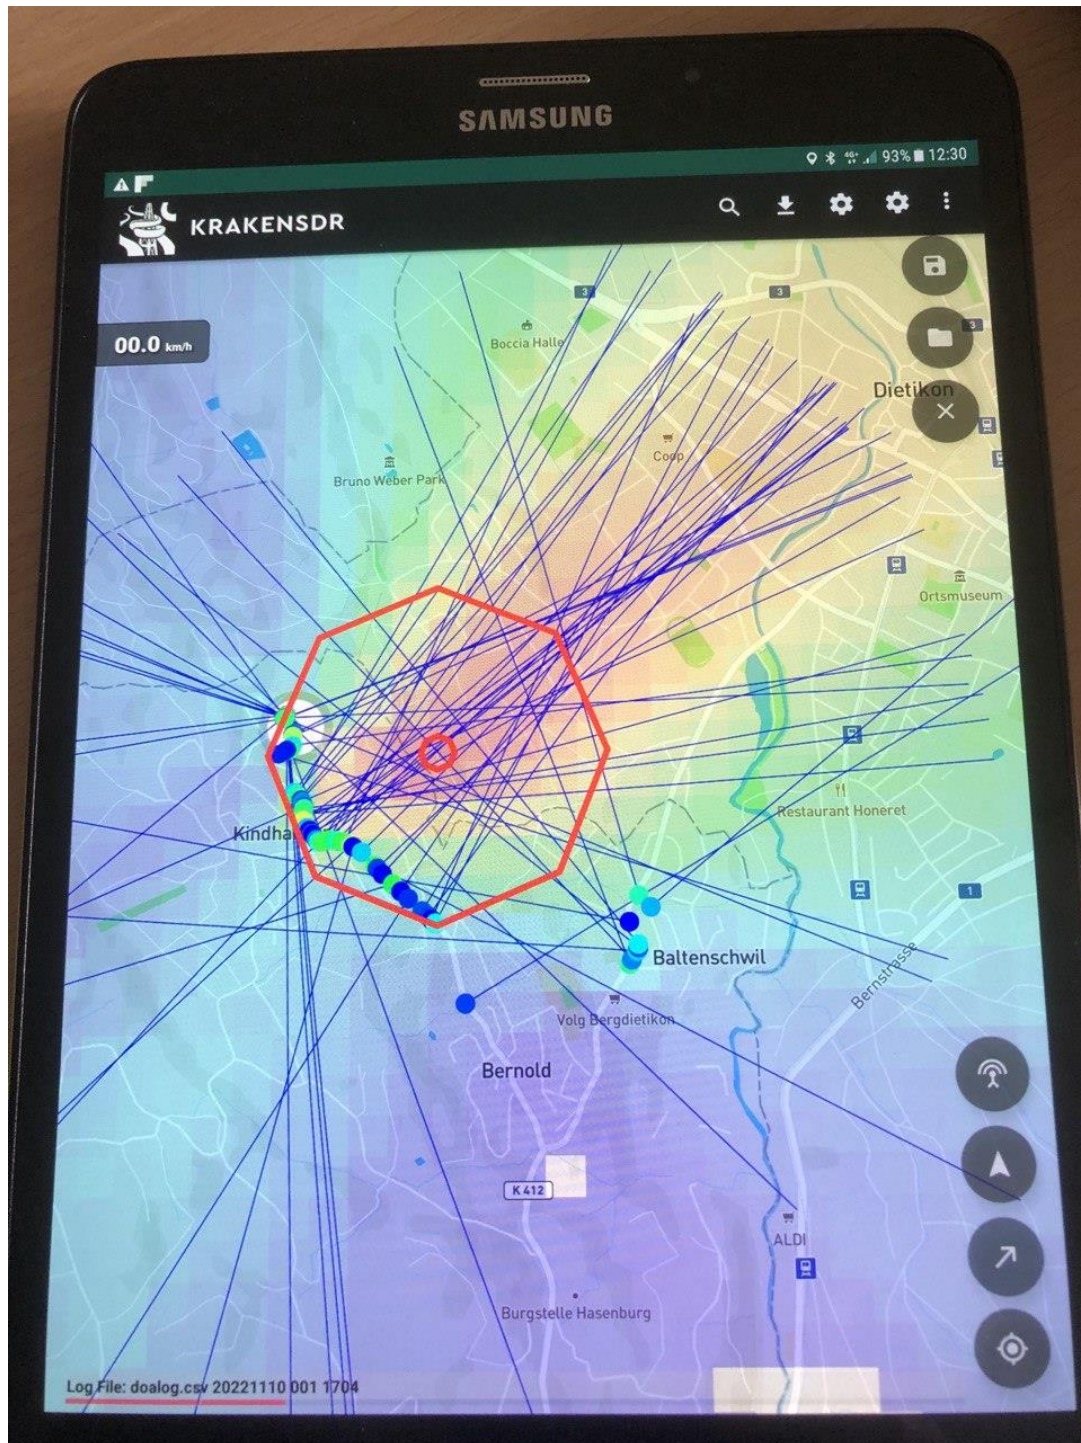 SAMSUNG
4G+ 93% 12:30
KRAKENSDR
3
3
3
00.0 km/h
Boccia Halle
Dietikon
Coop
Bruno Weber Park
Ortsmuseum
Restaurant Honeret
Kindha
1
Baltenschwil
Bernstrasse
Volg Bergdietikon
Bernold
K 412
ALDI
Burgstelle Hasenburg
Log File: doalog.csv 20221110 001 1704